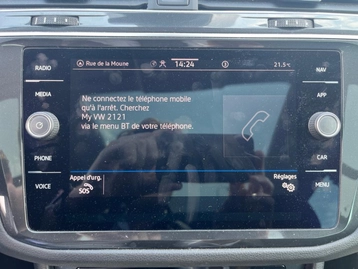 RADIO
MEDIA
PHONE
VOICE
Rue de la Moune
14:24
21.5°C
Ne connectez le téléphone mobile
qu'à l'arrêt. Cherchez
My VW 2121
via le menu BT de votre téléphone.
Appel d'urg.
SOS
Réglages
NAV
APP
CAR
MENU